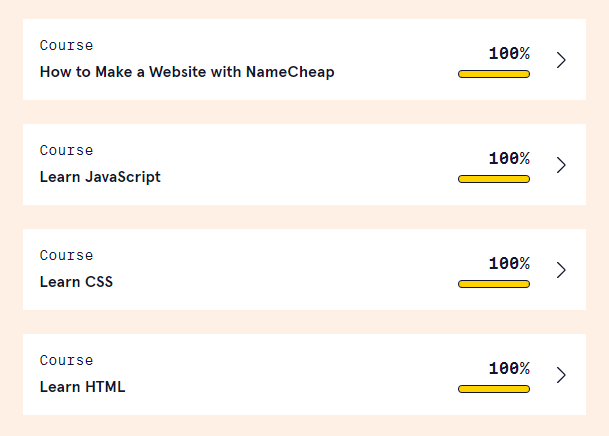 Course
100%
How to Make a Website with NameCheap
Course
100%
Learn JavaScript
Course
100%
Learn CSS
Course
100%
Learn HTML